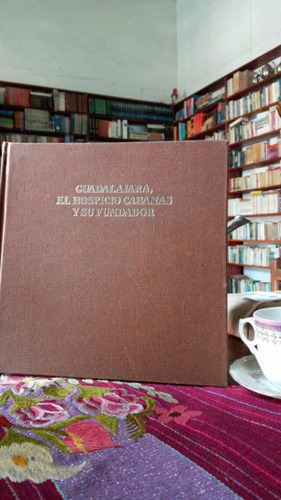 GUADALAJARA,
EL HOSPICIO CABAÑAS
Y SU FUNDADOR